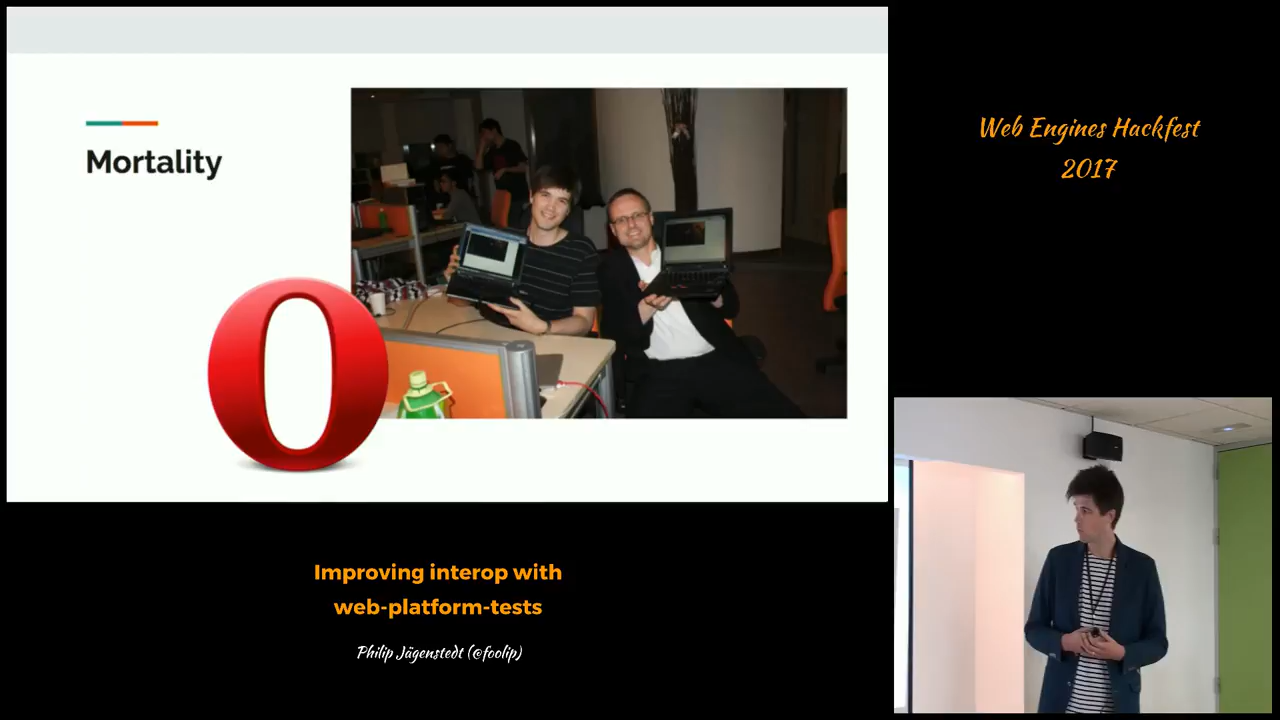 Mortality
Web Engines Hackfest
2017
Improving interop with
web-platform-tests
Philip Jägenstedt (@foolip)